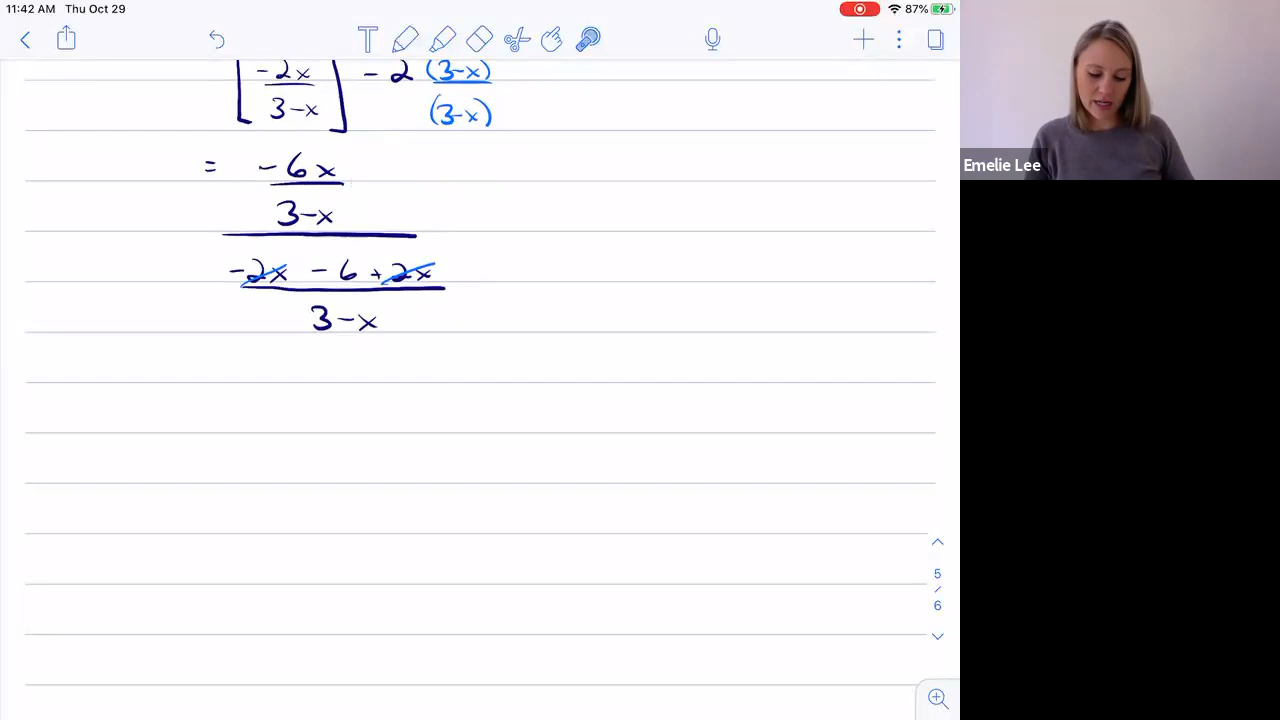 11:42 AM Thu Oct 29
87%
T
[-2x - 2 (3-x)
3-x] (3-x)
= -6x
3-x
-2x - 6 + 2x
3-x
Emelie Lee
5
6